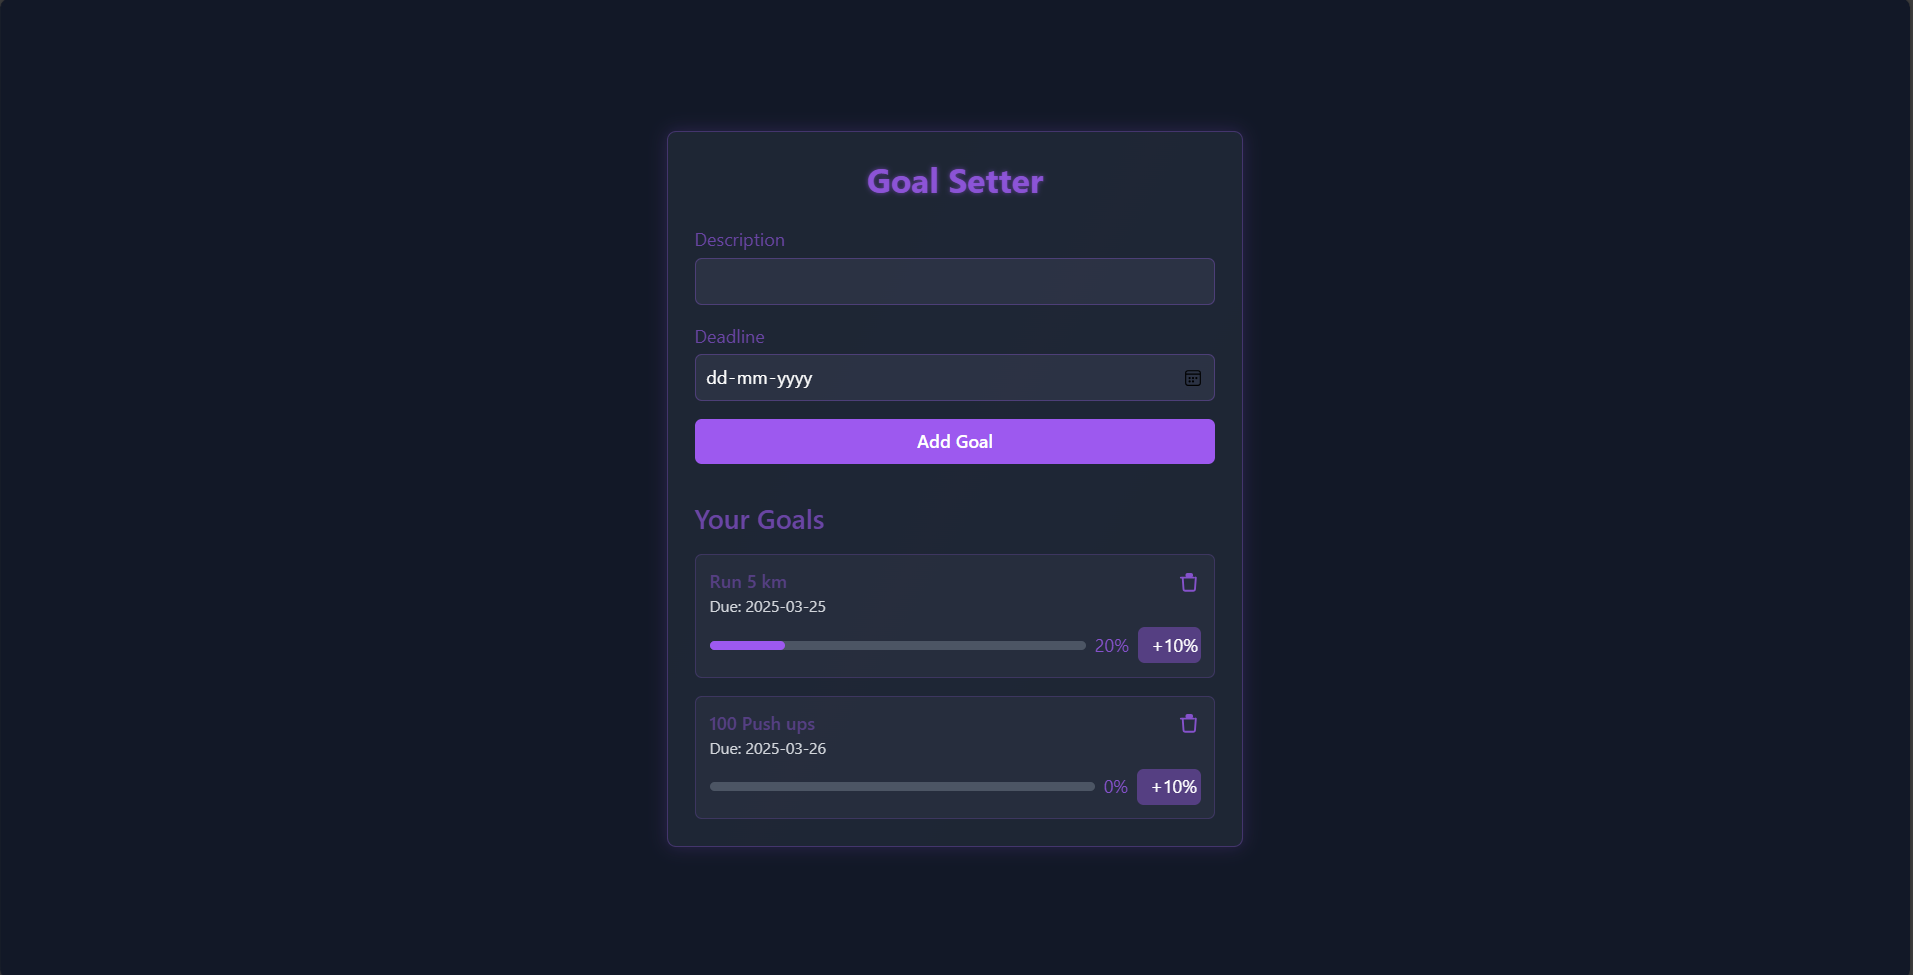 Goal Setter
Description
Deadline
dd-mm-yyyy
Add Goal
Your Goals
Run 5 km
Due: 2025-03-25
20% +10%
100 Push ups
Due: 2025-03-26
0% +10%